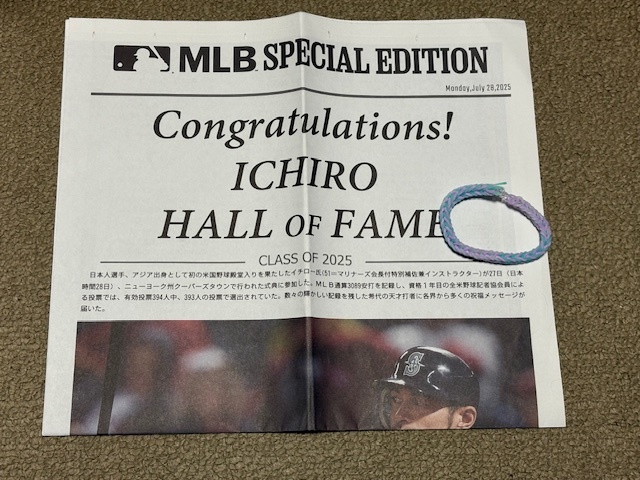 MLB SPECIAL EDITION
Monday,July 28,2025
Congratulations!
ICHIRO
HALL OF FAME
CLASS OF 2025
日本人選手、アジア出身として初の米国野球殿堂入りを果たしたイチロー氏(51=マリナーズ会長付特別補佐兼インストラクター)が27日(日本
時間28日)、ニューヨーク州クーパーズタウンで行われた式典に参加した。MLB通算3089安打を記録し、資格1年目の全米野球記者協会員によ
る投票では、有効投票394人中、393人の投票で選出されていた。数々の輝かしい記録を残した希代の天才打者に各界から多くの祝福メッセージが
届いた。
S